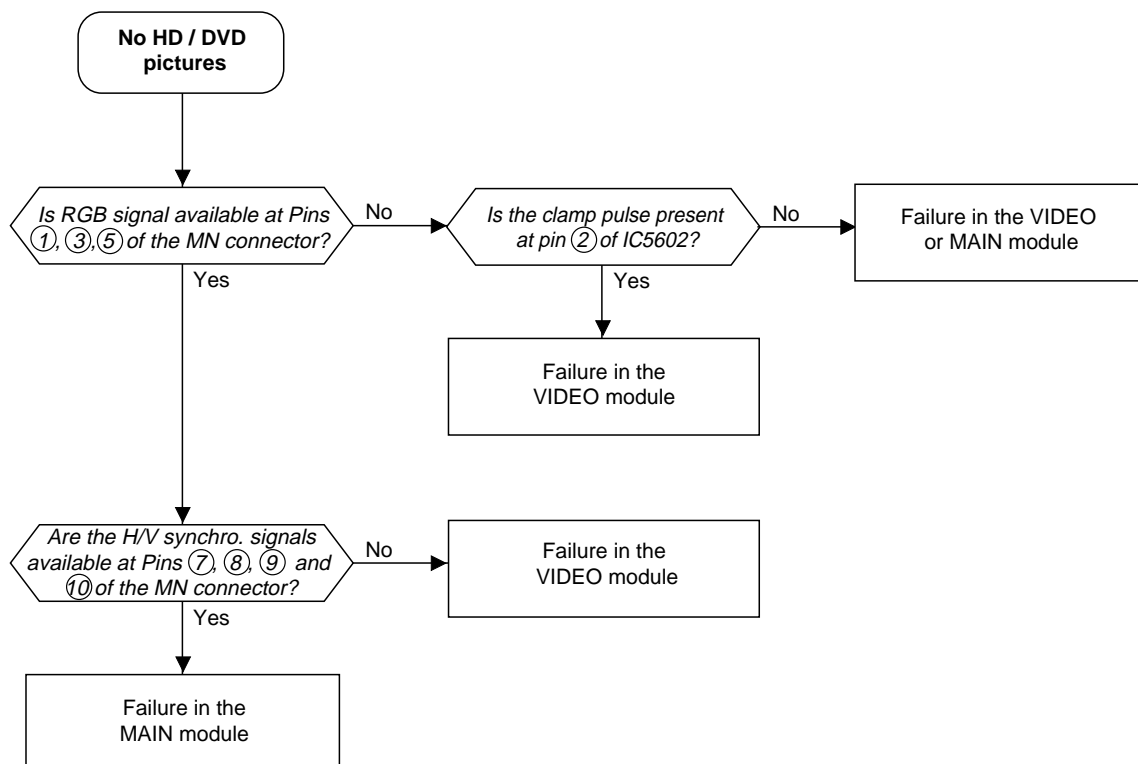 No HD / DVD
pictures
Is RGB signal available at Pins
①, ③, ⑤ of the MN connector?
No
Is the clamp pulse present
at pin ② of IC5602?
No
Failure in the VIDEO
or MAIN module
Yes
Yes
Failure in the
VIDEO module
Are the H/V synchro. signals
available at Pins ⑦, ⑧, ⑨ and
⑩ of the MN connector?
No
Failure in the
VIDEO module
Yes
Failure in the
MAIN module